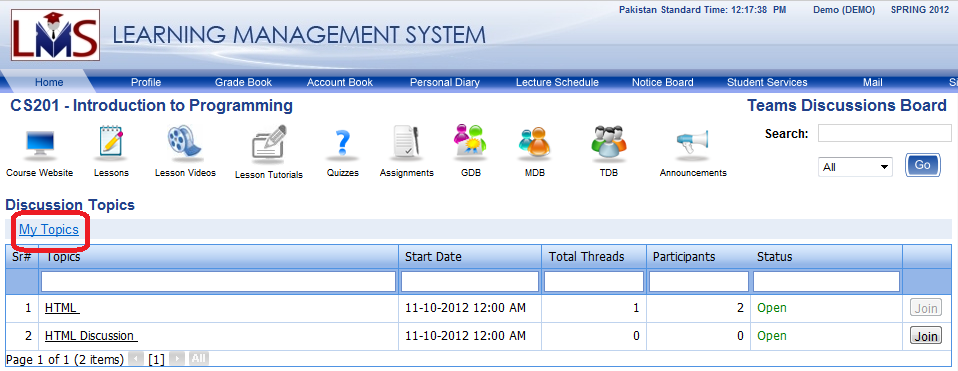 Pakistan Standard Time: 12:17:38 PM Demo (DEMO) SPRING 2012
LMS LEARNING MANAGEMENT SYSTEM
Home Profile Grade Book Account Book Personal Diary Lecture Schedule Notice Board Student Services Mail
CS201 - Introduction to Programming Teams Discussions Board
Search:
Course Website Lessons Lesson Videos Lesson Tutorials Quizzes Assignments GDB MDB TDB Announcements
All Go
Discussion Topics
My Topics
Sr# Topics Start Date Total Threads Participants Status
1 HTML 11-10-2012 12:00 AM 1 2 Open Join
2 HTML Discussion 11-10-2012 12:00 AM 0 0 Open Join
Page 1 of 1 (2 items) [1] All